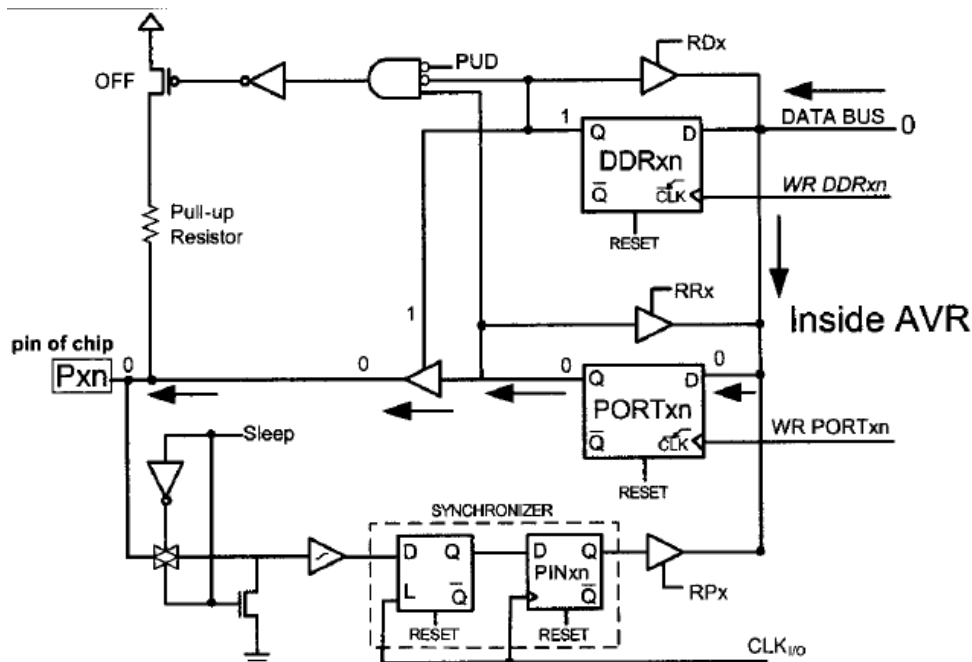 RDx
PUD
OFF
DATA BUS 0
1 Q D
DDRxn
Q CLK
WR DDRxn
RESET
Pull-up
Resistor
RRx
1
Inside AVR
pin of chip
Pxn
0 0 0 Q D 0
PORTxn
Q CLK
WR PORTxn
Sleep
RESET
SYNCHRONIZER
D Q D Q
PINxn
L Q Q
RPx
RESET RESET
CLK I/O